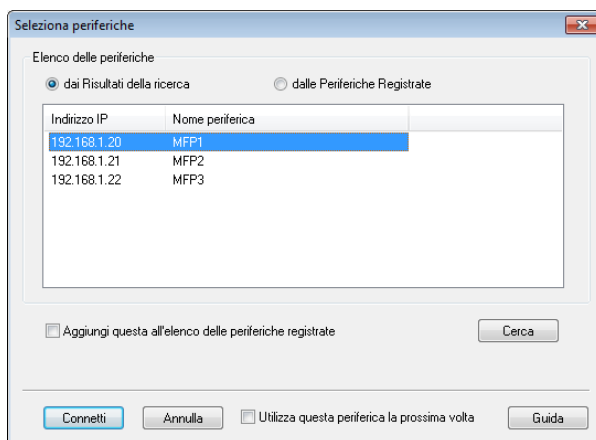 Seleziona periferiche
Elenco delle periferiche
dai Risultati della ricerca dalle Periferiche Registrate
Indirizzo IP Nome periferica
192.168.1.20 MFP1
192.168.1.21 MFP2
192.168.1.22 MFP3
Aggiungi questa all'elenco delle periferiche registrate Cerca
Connetti Annulla Utilizza questa periferica la prossima volta Guida